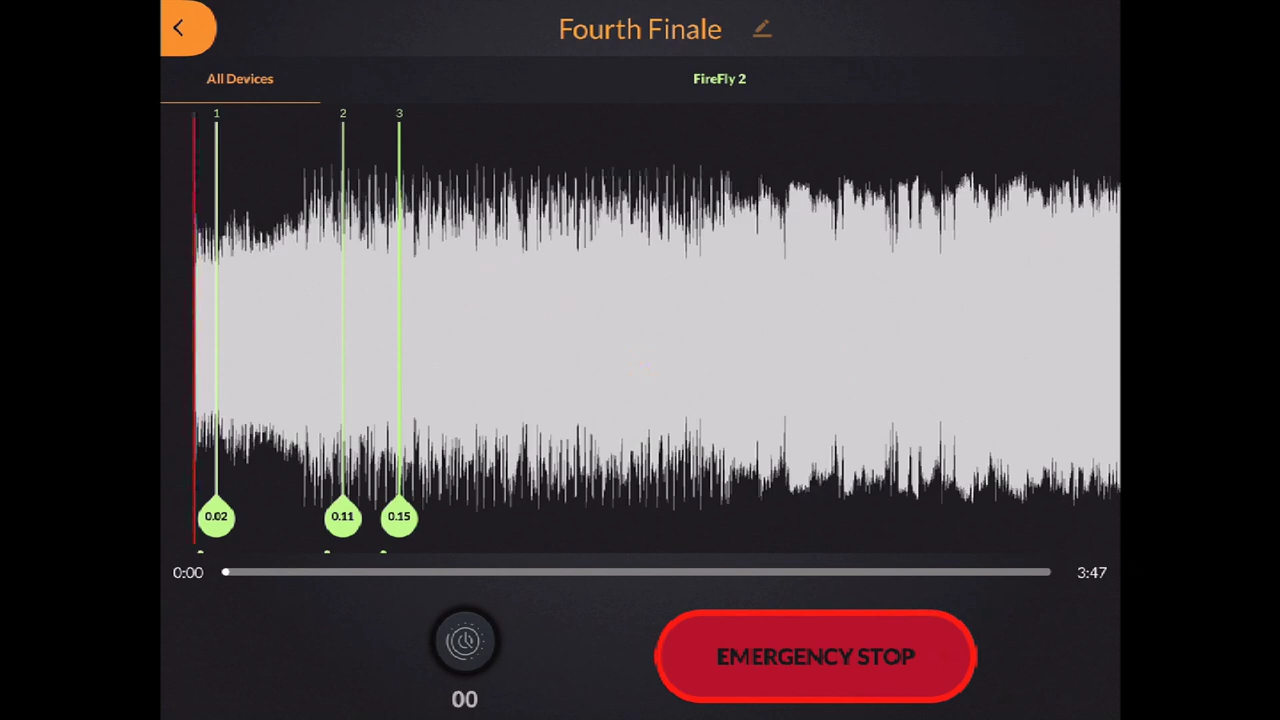 Fourth Finale
All Devices
FireFly 2
1 2 3
0.02 0.11 0.15
0:00 3:47
EMERGENCY STOP
00